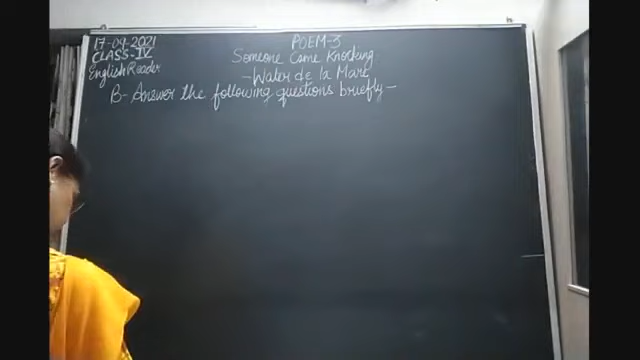 17-04-2021
CLASS-IV
English Reader
POEM-3
Someone Came Knocking
-Walter de la Mare
B- Answer the following questions briefly-